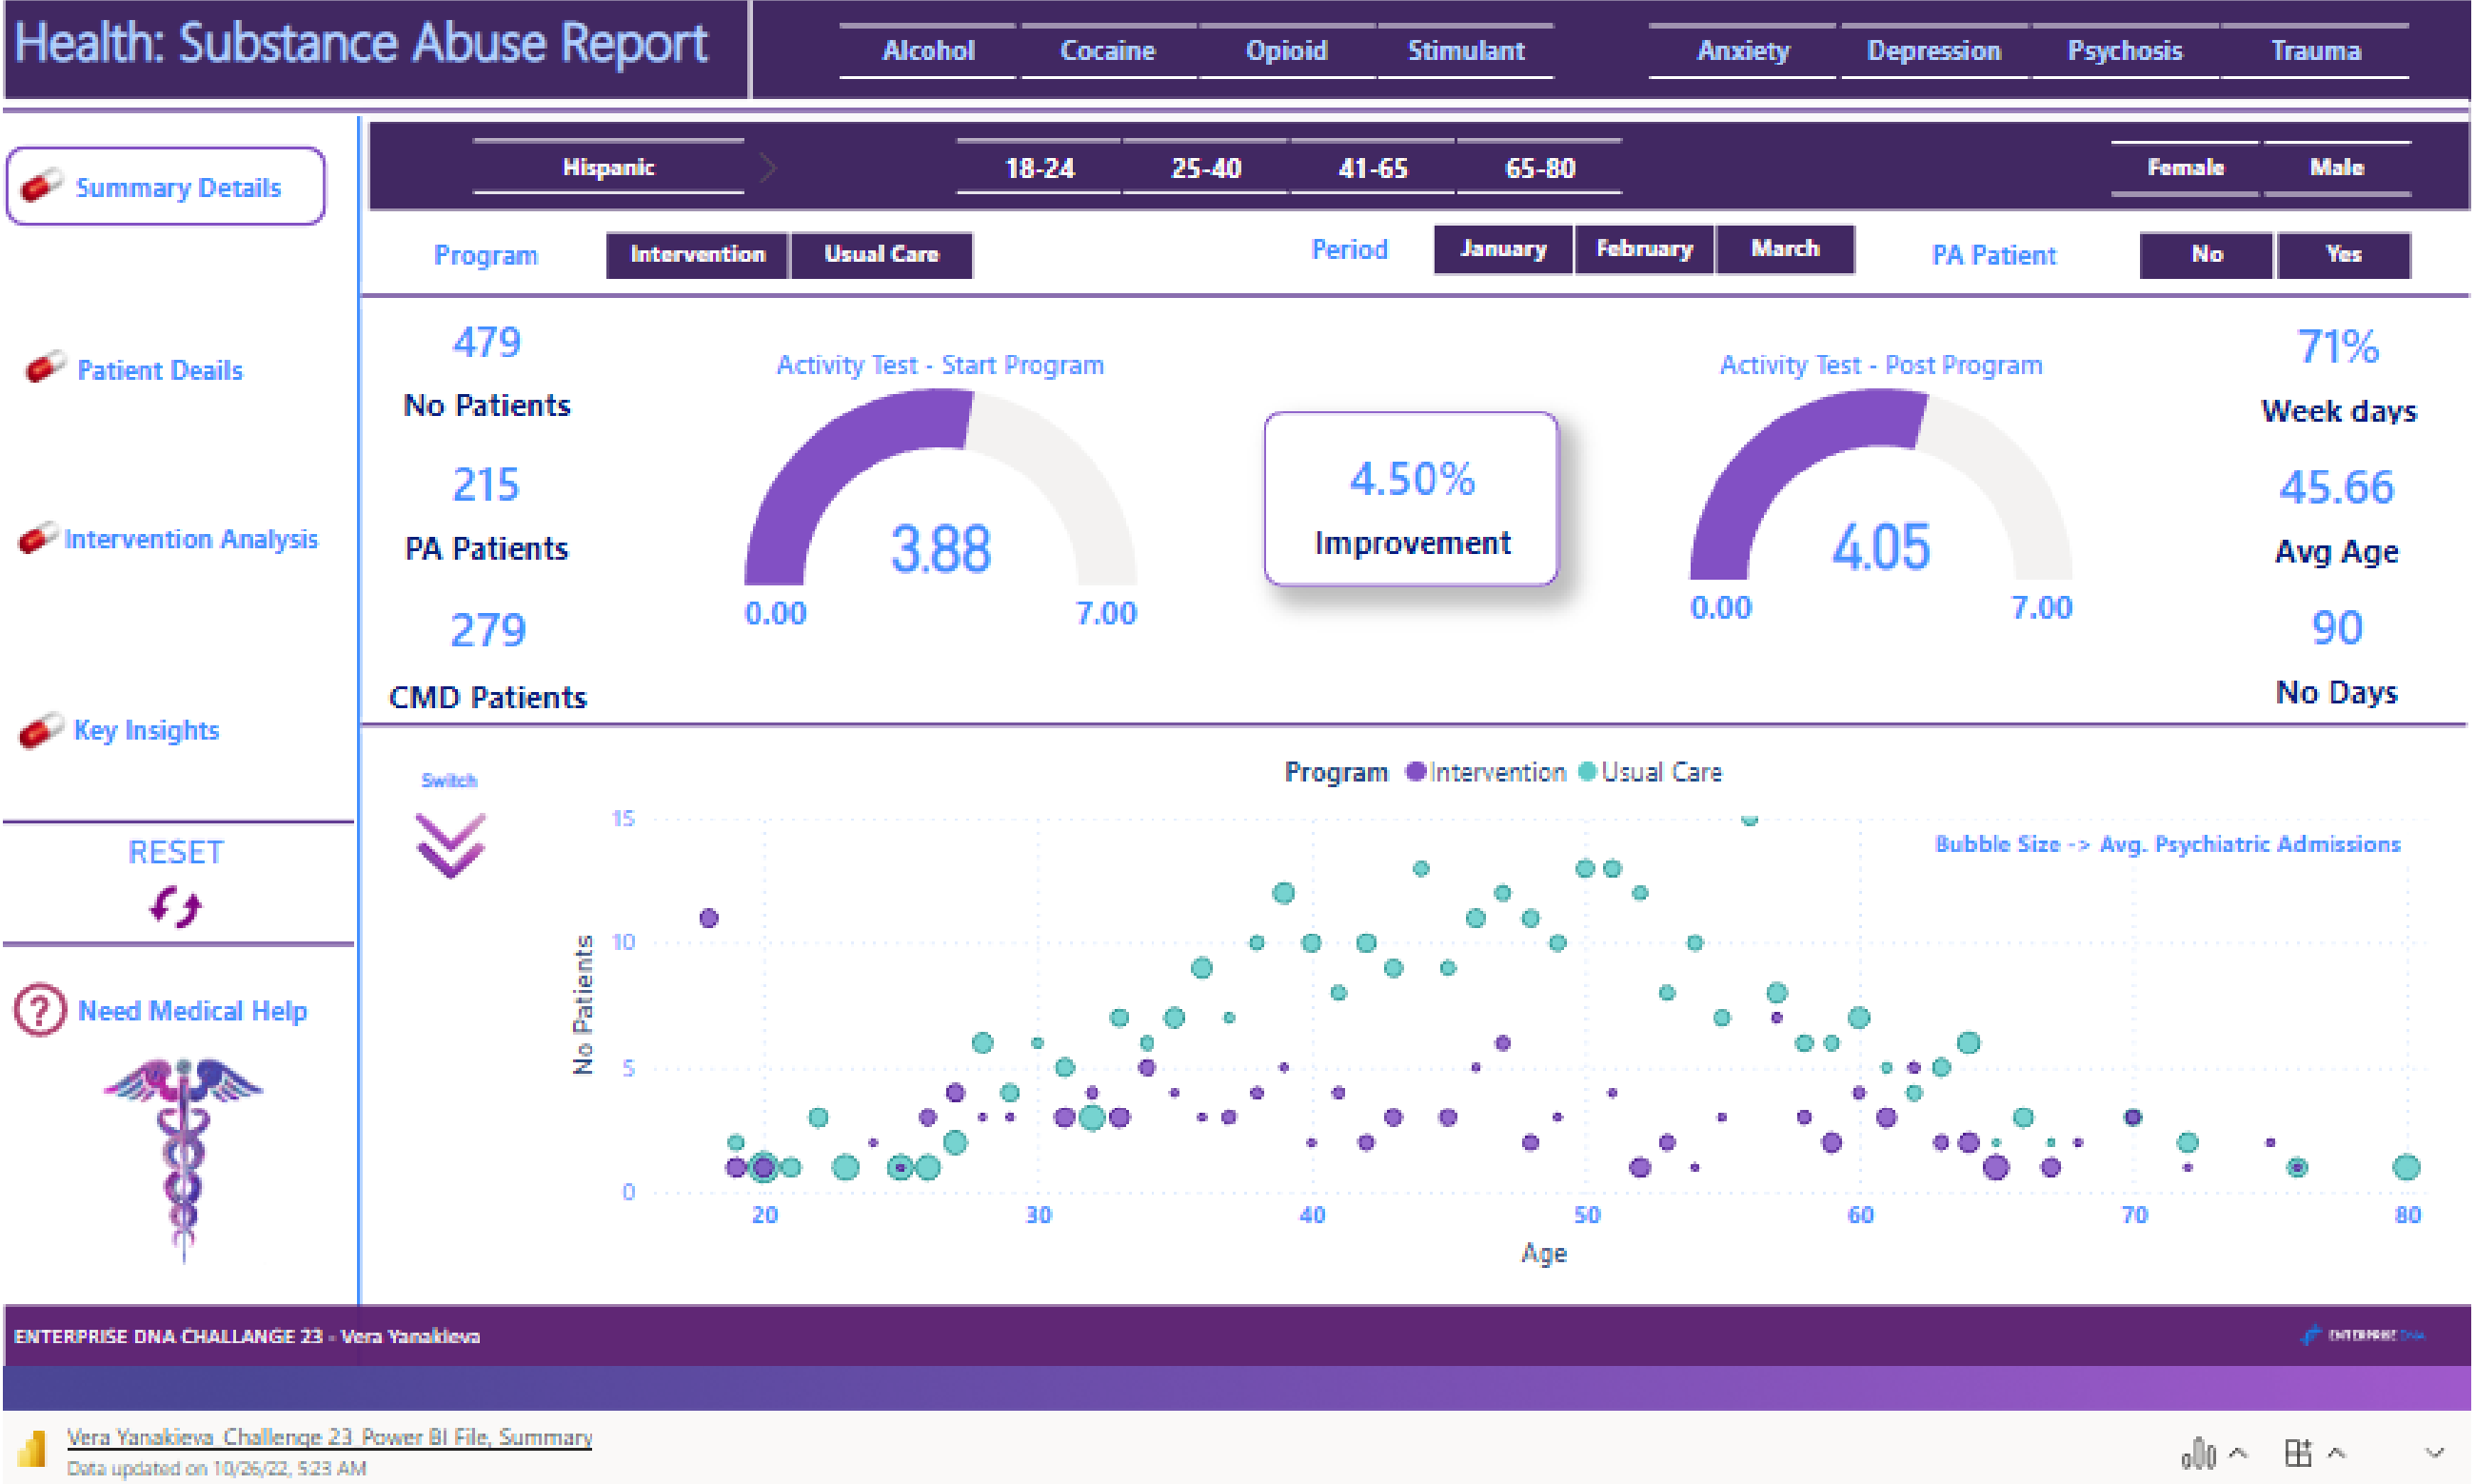 Health: Substance Abuse Report
Alcohol Cocaine Opioid Stimulant Anxiety Depression Psychosis Trauma
Summary Details
Hispanic 18-24 25-40 41-65 65-80 Female Male
Program Intervention Usual Care Period January February March PA Patient No Yes
Patient Deails
Intervention Analysis
Key Insights
RESET
? Need Medical Help
479
No Patients
215
PA Patients
279
CMD Patients
Activity Test - Start Program
3.88
0.00 7.00
4.50%
Improvement
Activity Test - Post Program
4.05
0.00 7.00
71%
Week days
45.66
Avg Age
90
No Days
Switch
Program Intervention Usual Care
Bubble Size -> Avg. Psychiatric Admissions
No Patients
15
10
5
0
20 30 40 50 60 70 80
Age
ENTERPRISE DNA CHALLANGE 23 - Vera Yanakieva
ENTERPRISE DNA
Vera Yanakieva Challenge 23 Power BI File, Summary
Data updated on 10/26/22, 5:23 AM